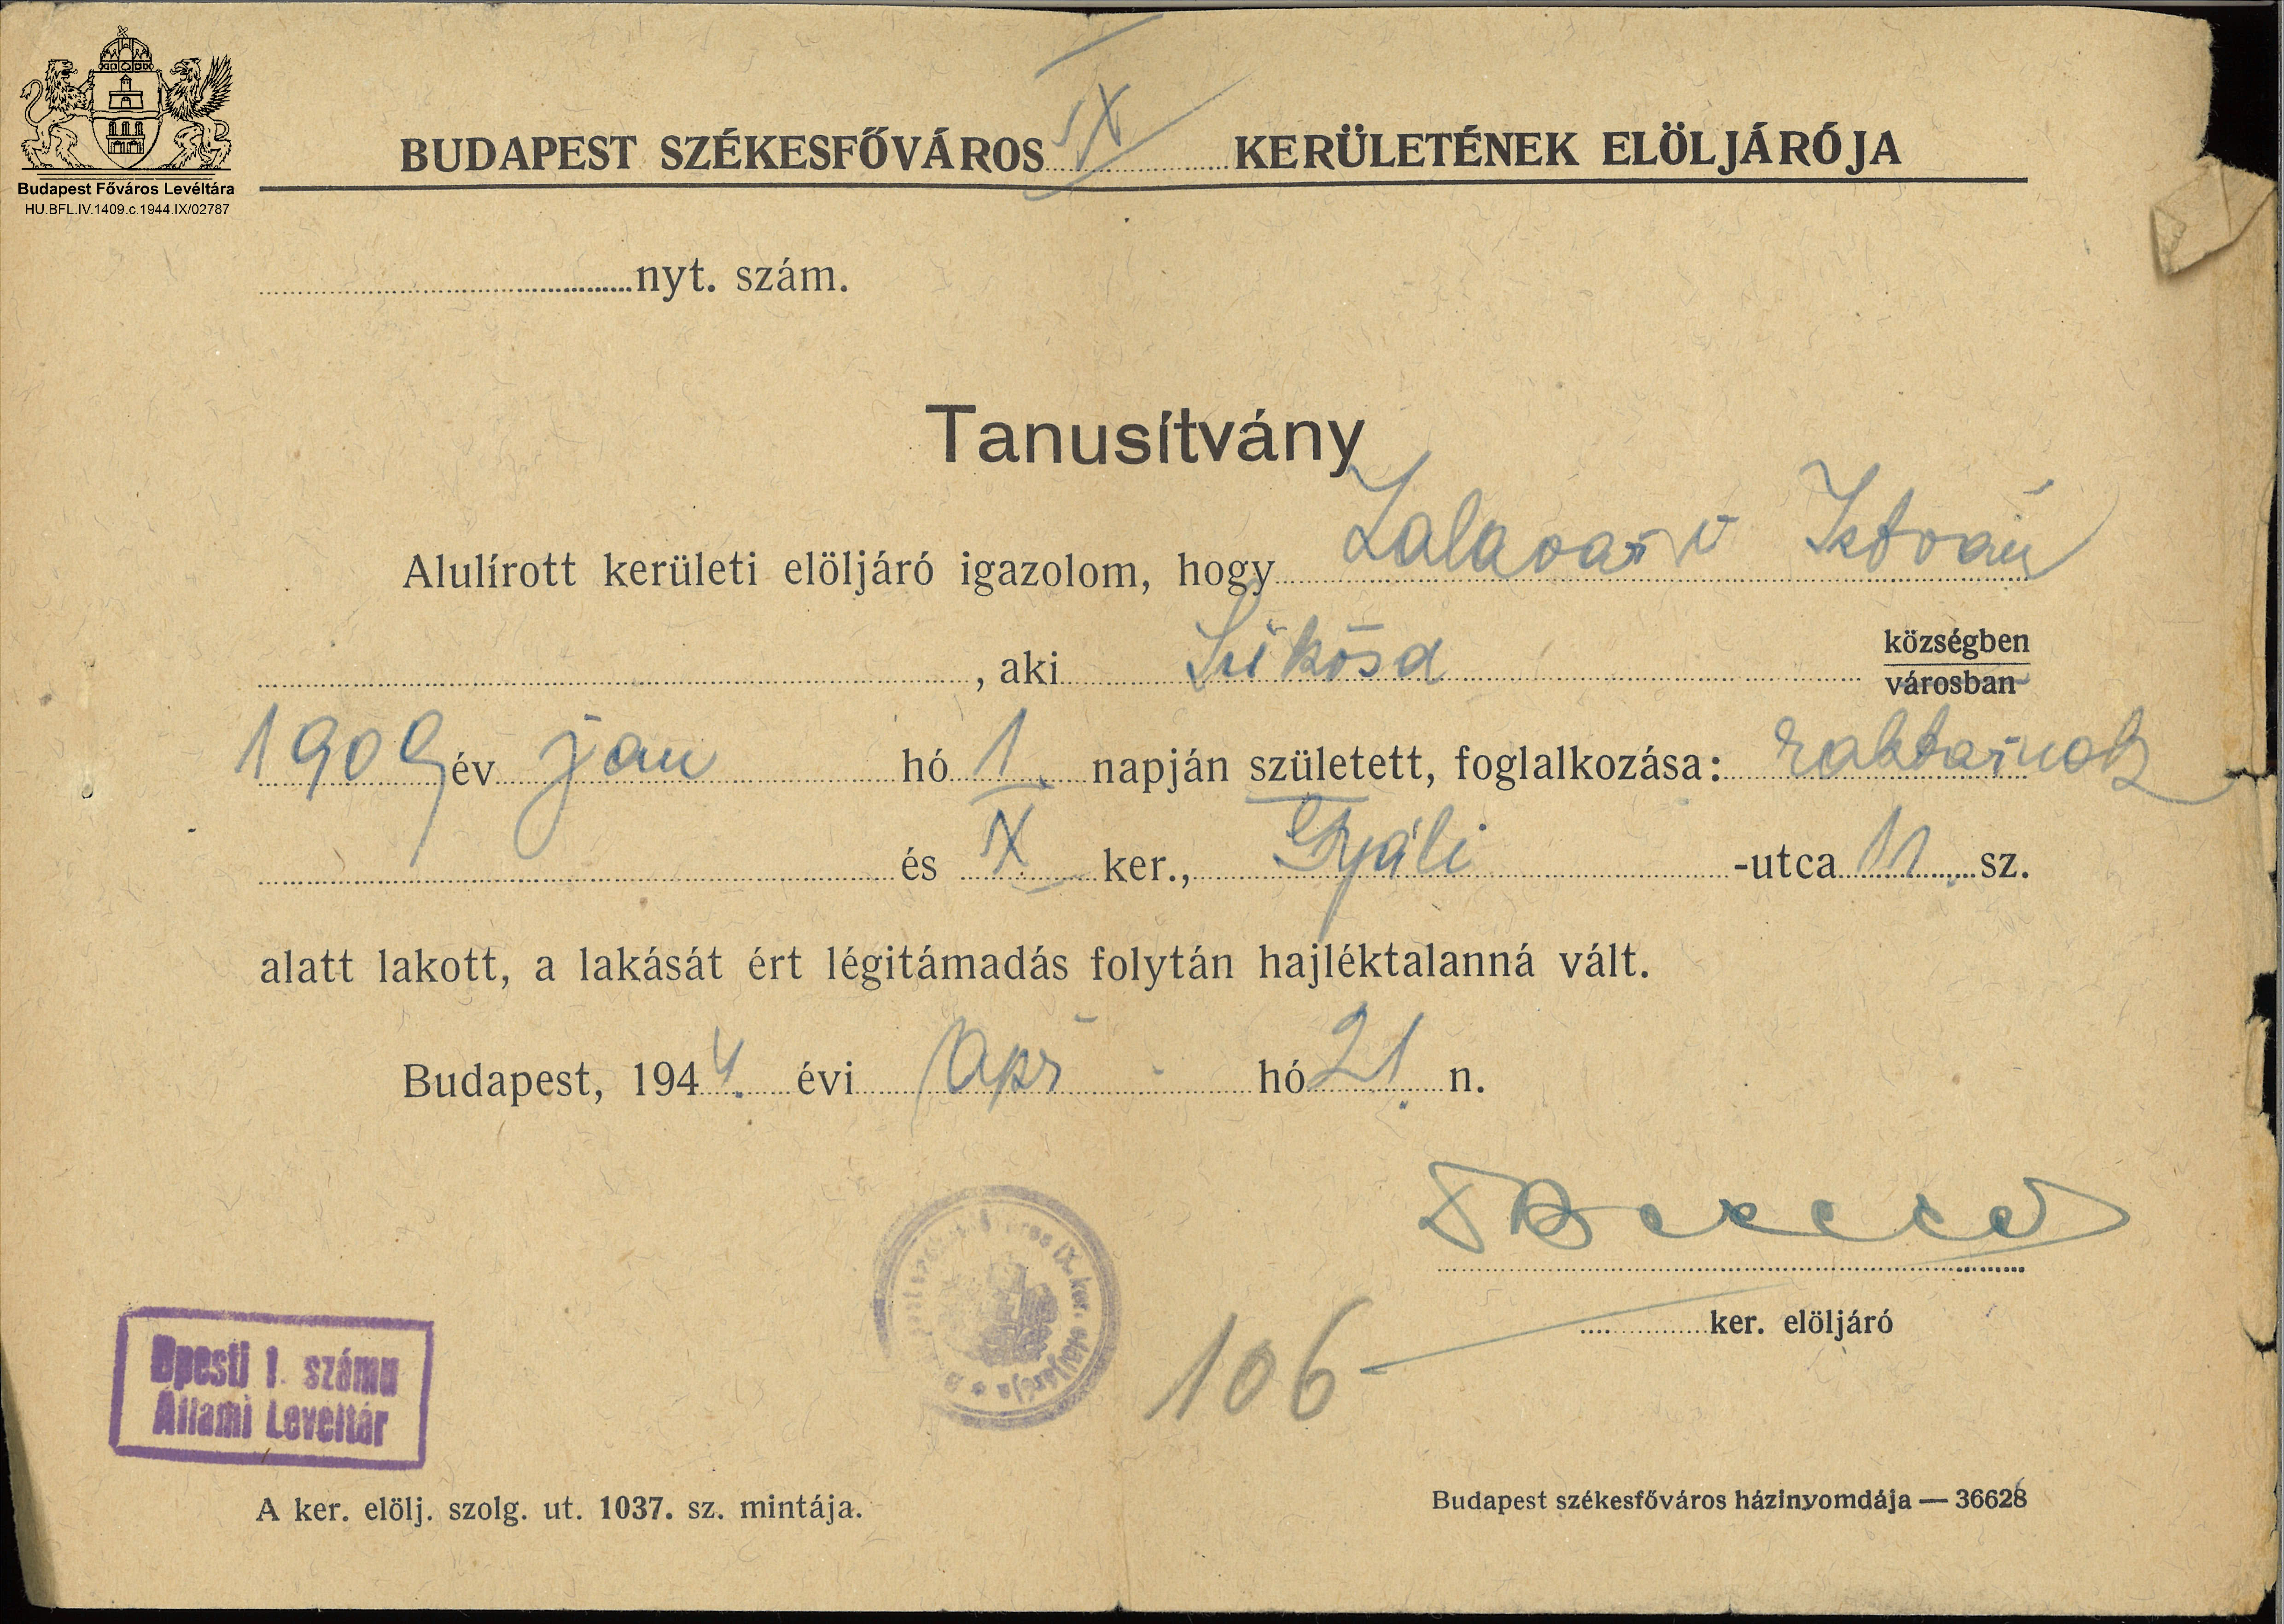 Budapest Főváros Levéltára
HU.BFL.IV.1409.c.1944.IX/02787
BUDAPEST SZÉKESFŐVÁROS IX KERÜLETÉNEK ELÖLJÁRÓJA
nyt. szám.
Tanusítvány
Alulírott kerületi elöljáró igazolom, hogy Zalavári István
, aki Sükösd községben
városban
1909 év jan hó 1. napján született, foglalkozása: raktárnok
és IX ker., Gyáli -utca 11. sz.
alatt lakott, a lakását ért légitámadás folytán hajléktalanná vált.
Budapest, 1944. évi ápr hó 21. n.
ker. elöljáró
106
Bpesti 1. számu
Állami Levéltár
IX. ker. elöljárója
A ker. elölj. szolg. ut. 1037. sz. mintája.
Budapest székesfőváros házinyomdája — 36628